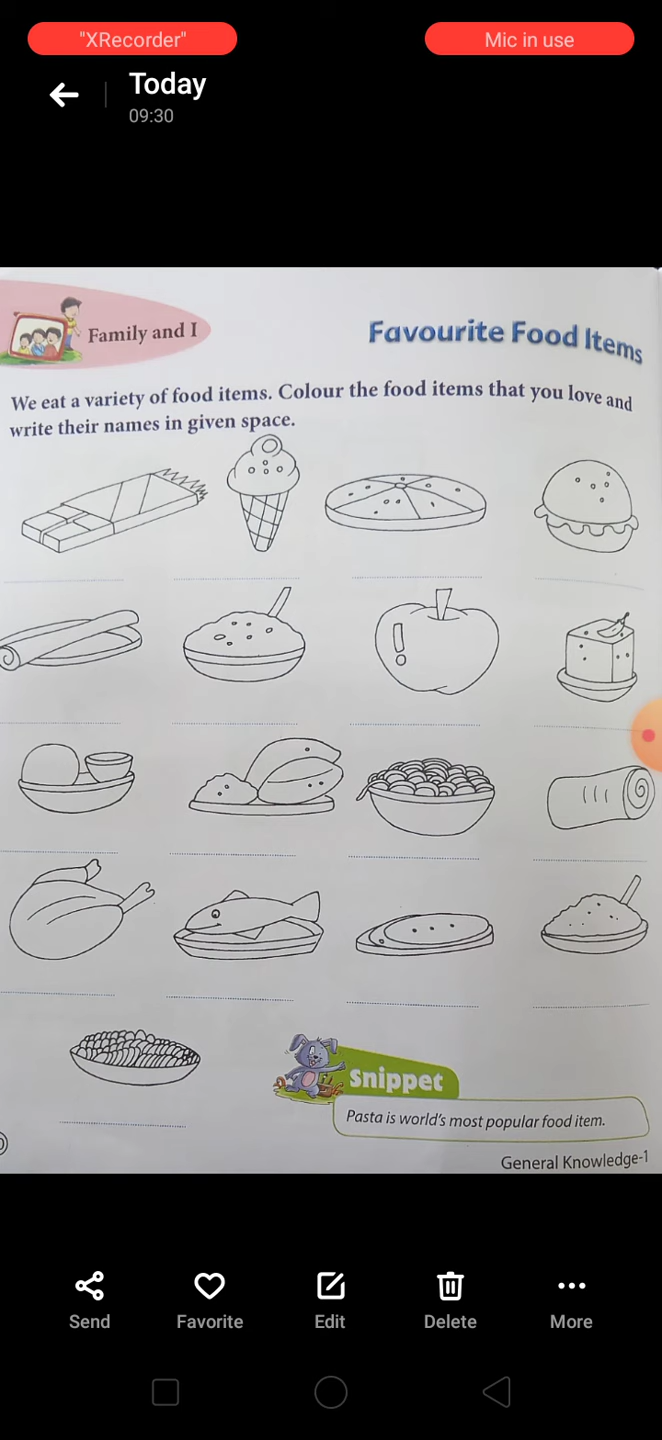 "XRecorder"
Mic in use
Today
09:30
Family and I
Favourite Food Items
We eat a variety of food items. Colour the food items that you love and
write their names in given space.
Snippet
Pasta is world's most popular food item.
General Knowledge-1
Send
Favorite
Edit
Delete
More